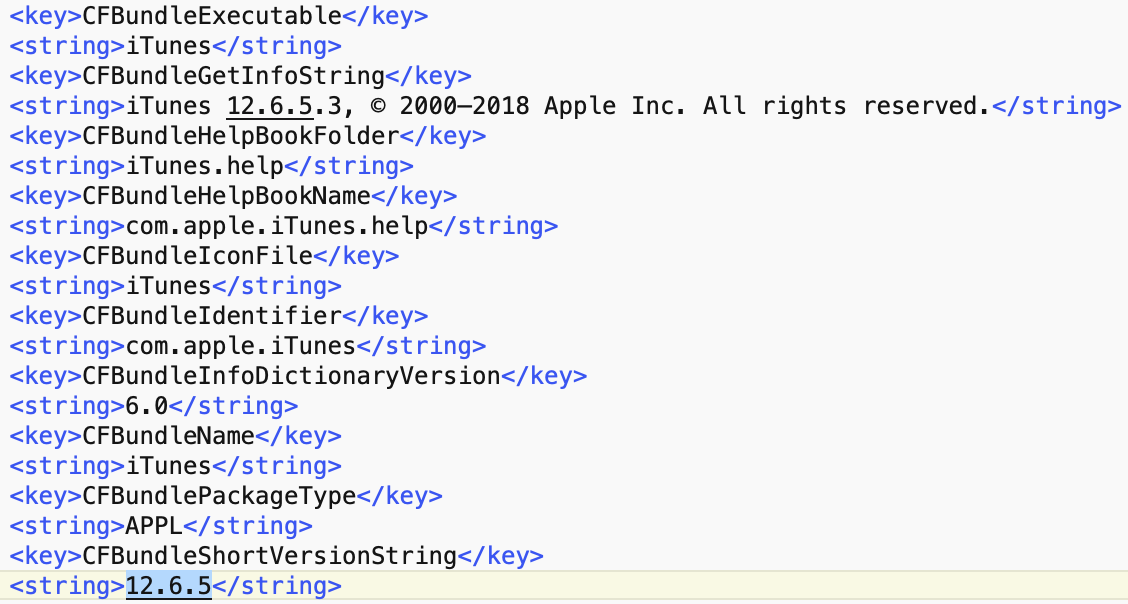 <key>CFBundleExecutable</key>
<string>iTunes</string>
<key>CFBundleGetInfoString</key>
<string>iTunes 12.6.5.3, © 2000–2018 Apple Inc. All rights reserved.</string>
<key>CFBundleHelpBookFolder</key>
<string>iTunes.help</string>
<key>CFBundleHelpBookName</key>
<string>com.apple.iTunes.help</string>
<key>CFBundleIconFile</key>
<string>iTunes</string>
<key>CFBundleIdentifier</key>
<string>com.apple.iTunes</string>
<key>CFBundleInfoDictionaryVersion</key>
<string>6.0</string>
<key>CFBundleName</key>
<string>iTunes</string>
<key>CFBundlePackageType</key>
<string>APPL</string>
<key>CFBundleShortVersionString</key>
<string>12.6.5</string>